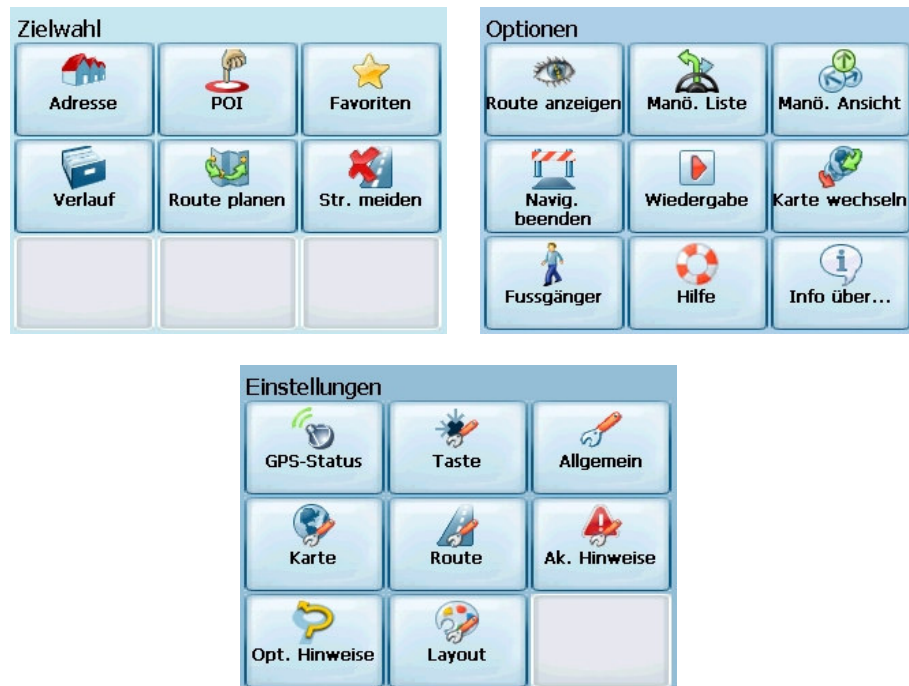 Zielwahl
Adresse
POI
Favoriten
Verlauf
Route planen
Str. meiden
Optionen
Route anzeigen
Manö. Liste
Manö. Ansicht
Navig.
beenden
Wiedergabe
Karte wechseln
Fussgänger
Hilfe
Info über...
Einstellungen
GPS-Status
Taste
Allgemein
Karte
Route
Ak. Hinweise
Opt. Hinweise
Layout